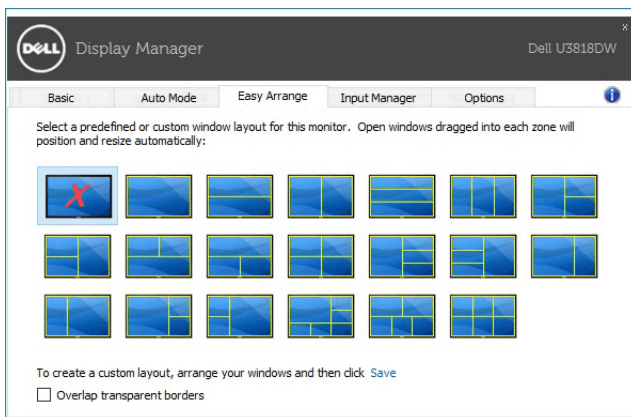 DELL Display Manager Dell U3818DW
x
Basic Auto Mode Easy Arrange Input Manager Options i
Select a predefined or custom window layout for this monitor. Open windows dragged into each zone will
position and resize automatically:
X
To create a custom layout, arrange your windows and then click Save
Overlap transparent borders